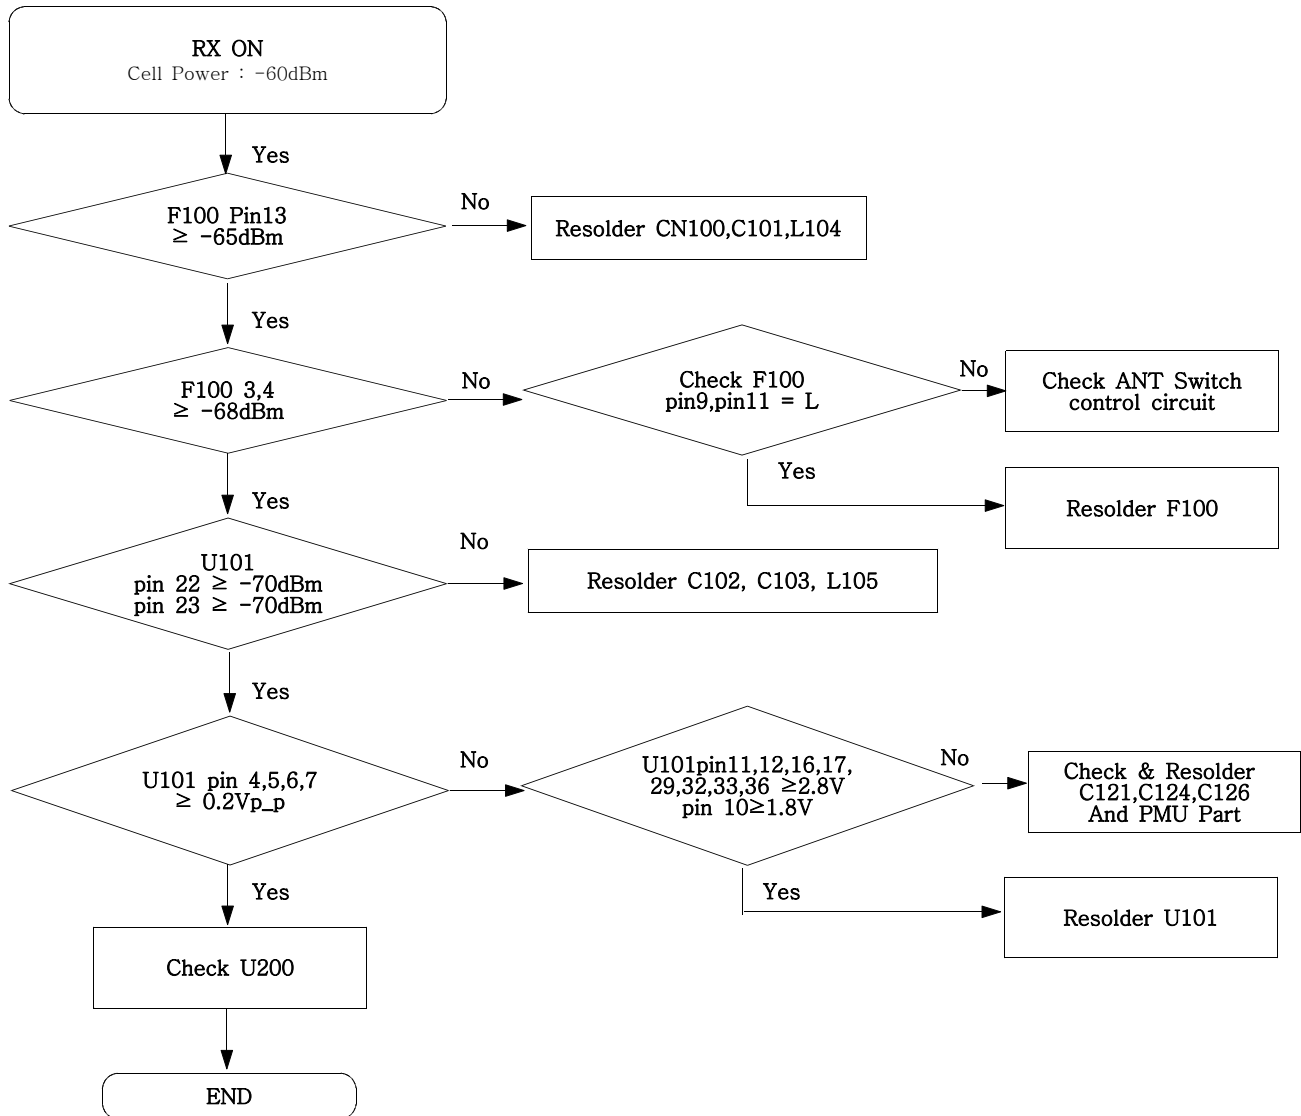 RX ON
Cell Power : -60dBm
Yes
F100 Pin13
≥ -65dBm
No
Resolder CN100,C101,L104
Yes
F100 3,4
≥ -68dBm
No
Check F100
pin9,pin11 = L
No
Check ANT Switch
control circuit
Yes
Resolder F100
Yes
U101
pin 22 ≥ -70dBm
pin 23 ≥ -70dBm
No
Resolder C102, C103, L105
Yes
U101 pin 4,5,6,7
≥ 0.2Vp_p
No
U101pin11,12,16,17,
29,32,33,36 ≥2.8V
pin 10≥1.8V
No
Check & Resolder
C121,C124,C126
And PMU Part
Yes
Resolder U101
Yes
Check U200
END